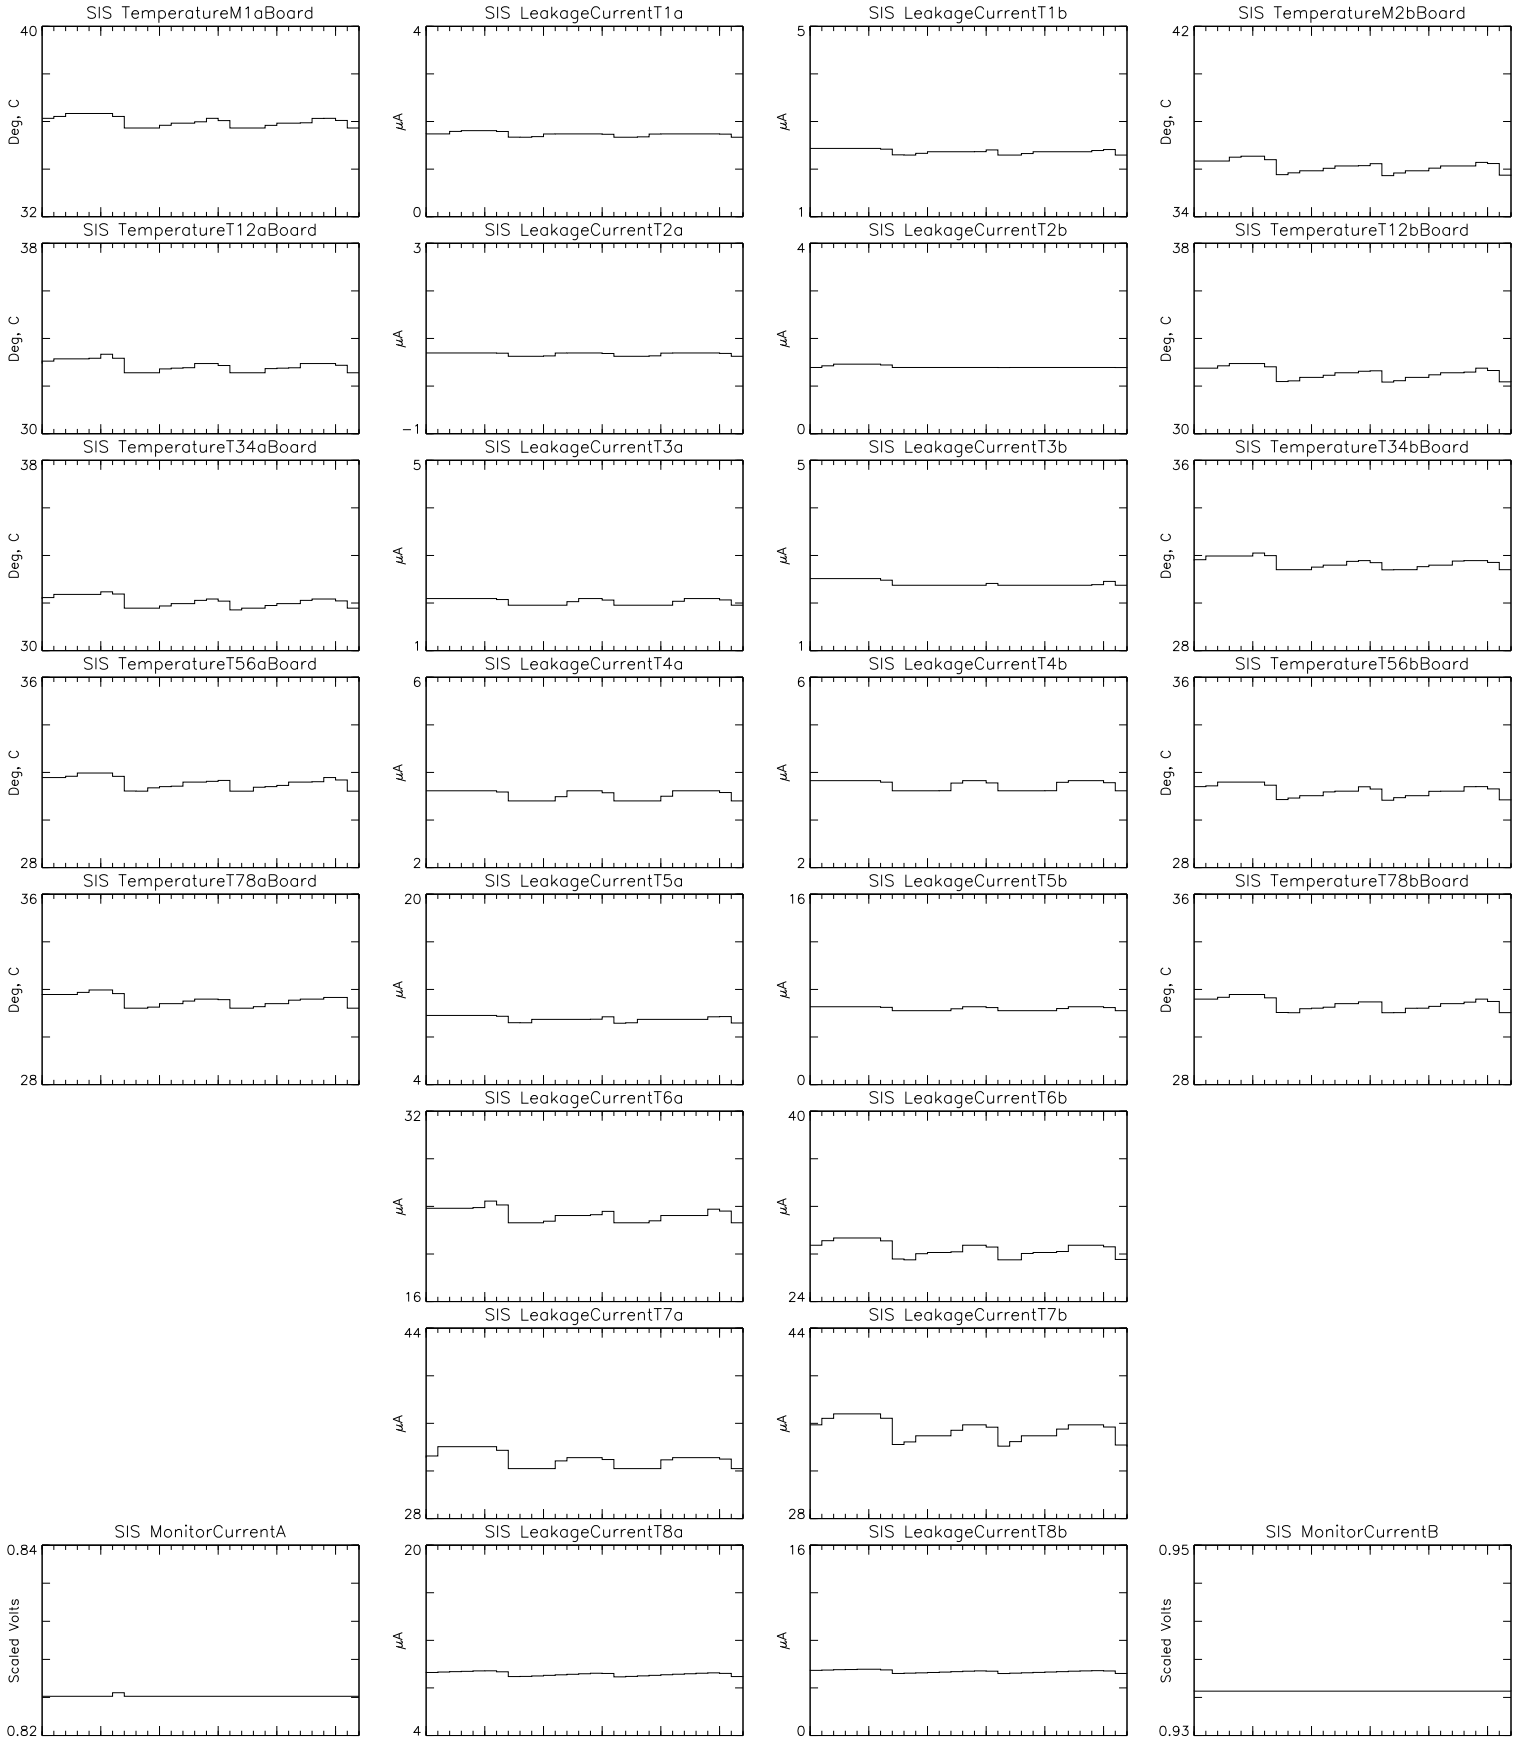 SIS TemperatureM1aBoard
SIS LeakageCurrentT1a
SIS LeakageCurrentT1b
SIS TemperatureM2bBoard
40
Deg, C
32
4
μA
0
5
μA
1
42
Deg, C
34
SIS TemperatureT12aBoard
SIS LeakageCurrentT2a
SIS LeakageCurrentT2b
SIS TemperatureT12bBoard
38
Deg, C
30
3
μA
-1
4
μA
0
38
Deg, C
30
SIS TemperatureT34aBoard
SIS LeakageCurrentT3a
SIS LeakageCurrentT3b
SIS TemperatureT34bBoard
38
Deg, C
30
5
μA
1
5
μA
1
36
Deg, C
28
SIS TemperatureT56aBoard
SIS LeakageCurrentT4a
SIS LeakageCurrentT4b
SIS TemperatureT56bBoard
36
Deg, C
28
6
μA
2
6
μA
2
36
Deg, C
28
SIS TemperatureT78aBoard
SIS LeakageCurrentT5a
SIS LeakageCurrentT5b
SIS TemperatureT78bBoard
36
Deg, C
28
20
μA
4
16
μA
0
36
Deg, C
28
SIS LeakageCurrentT6a
SIS LeakageCurrentT6b
32
μA
16
40
μA
24
SIS LeakageCurrentT7a
SIS LeakageCurrentT7b
44
μA
28
44
μA
28
SIS MonitorCurrentA
SIS LeakageCurrentT8a
SIS LeakageCurrentT8b
SIS MonitorCurrentB
0.84
Scaled Volts
0.82
20
μA
4
16
μA
0
0.95
Scaled Volts
0.93